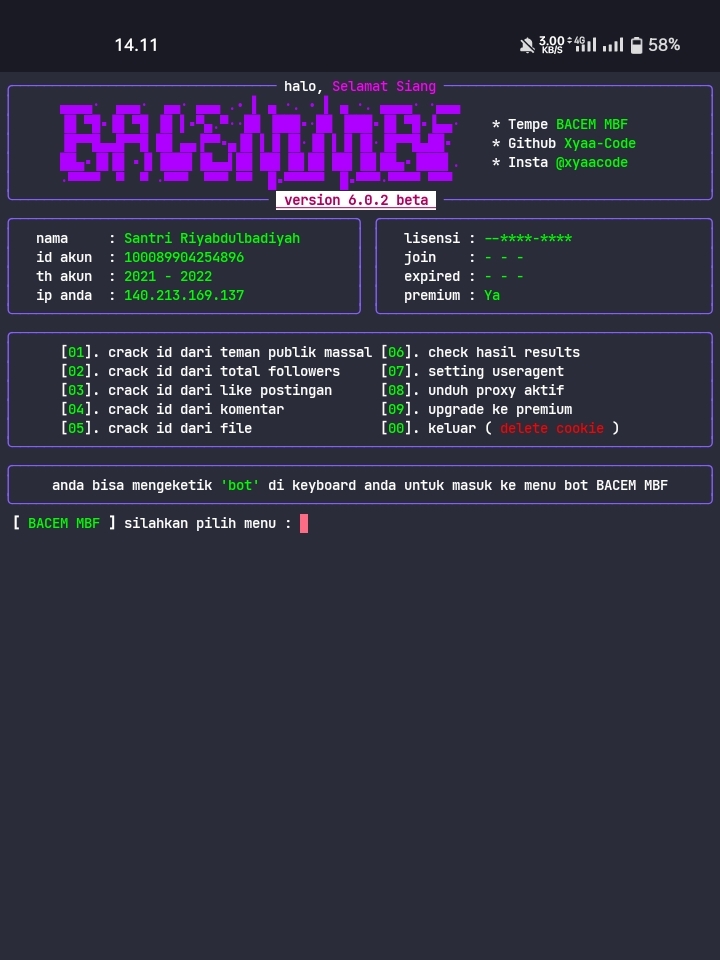 14.11 3.00 KB/S 4G 58%
halo, Selamat Siang
* Tempe BACEM MBF
* Github Xyaa-Code
* Insta @xyaacode
version 6.0.2 beta
nama : Santri Riyabdulbadiyah
id akun : 100089904254896
th akun : 2021 - 2022
ip anda : 140.213.169.137
lisensi : --****-****
join : - - -
expired : - - -
premium : Ya
[01]. crack id dari teman publik massal
[02]. crack id dari total followers
[03]. crack id dari like postingan
[04]. crack id dari komentar
[05]. crack id dari file
[06]. check hasil results
[07]. setting useragent
[08]. unduh proxy aktif
[09]. upgrade ke premium
[00]. keluar ( delete cookie )
anda bisa mengeketik 'bot' di keyboard anda untuk masuk ke menu bot BACEM MBF
[ BACEM MBF ] silahkan pilih menu :